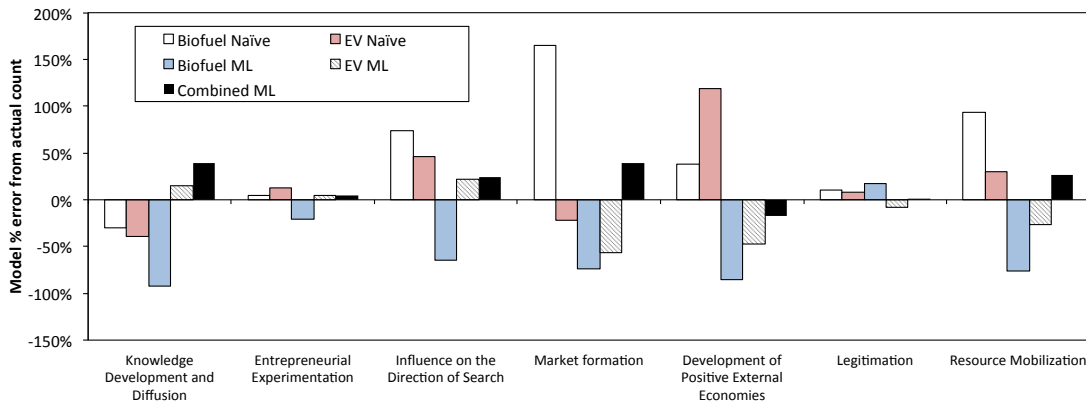 200%
150%
100%
50%
0%
-50%
-100%
-150%
Model % error from actual count
Biofuel Naïve
EV Naïve
Biofuel ML
EV ML
Combined ML
Knowledge
Development and
Diffusion
Entrepreneurial
Experimentation
Influence on the
Direction of Search
Market formation
Development of
Positive External
Economies
Legitimation
Resource Mobilization